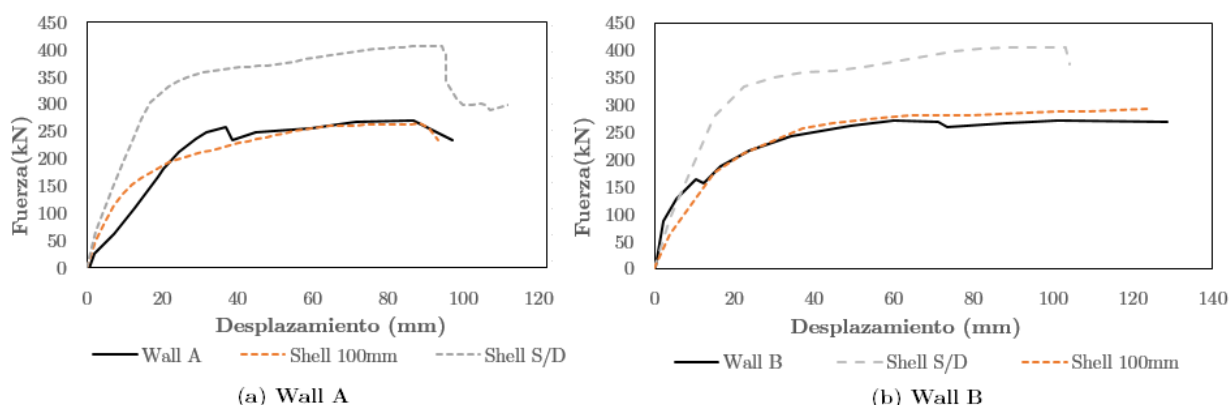 450
400
350
300
250
200
150
100
50
0
Fuerza(kN)
0 20 40 60 80 100 120
Desplazamiento (mm)
Wall A Shell 100mm Shell S/D
(a) Wall A
450
400
350
300
250
200
150
100
50
0
Fuerza(kN)
0 20 40 60 80 100 120 140
Desplazamiento (mm)
Wall B Shell S/D Shell 100mm
(b) Wall B